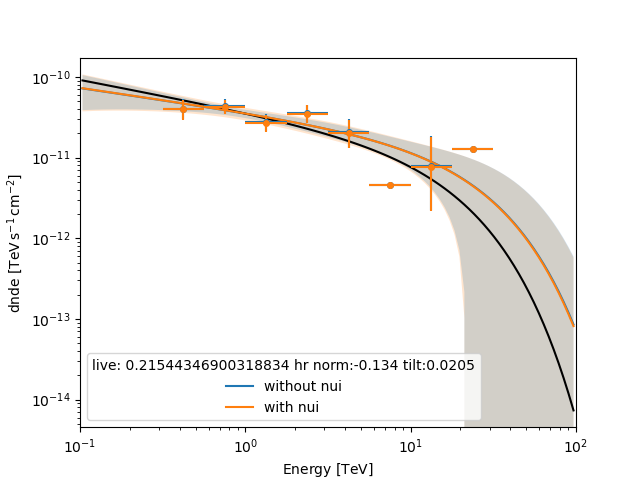 10⁻¹⁰
10⁻¹¹
10⁻¹²
10⁻¹³
10⁻¹⁴
dnde [TeV s⁻¹ cm⁻²]
live: 0.21544346900318834 hr norm:-0.134 tilt:0.0205
without nui
with nui
10⁻¹ 10⁰ 10¹ 10²
Energy [TeV]